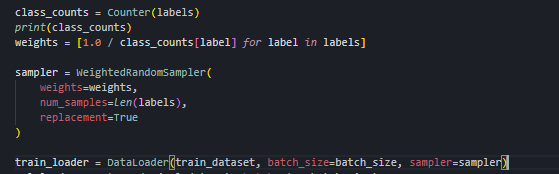 class_counts = Counter(labels)
print(class_counts)
weights = [1.0 / class_counts[label] for label in labels]
sampler = WeightedRandomSampler(
    weights=weights,
    num_samples=len(labels),
    replacement=True
)
train_loader = DataLoader(train_dataset, batch_size=batch_size, sampler=sampler)